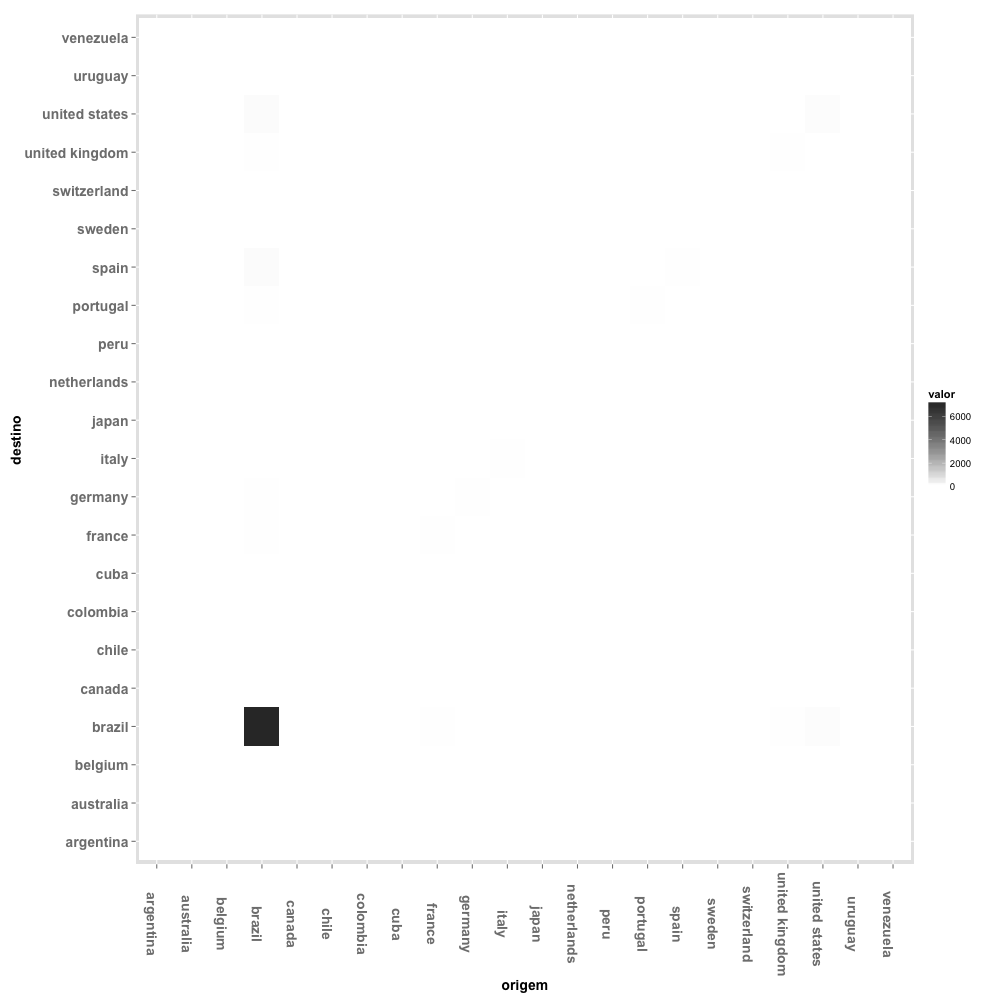 venezuela
uruguay
united states
united kingdom
switzerland
sweden
spain
portugal
peru
netherlands
japan
italy
germany
france
cuba
colombia
chile
canada
brazil
belgium
australia
argentina
destino
argentina
australia
belgium
brazil
canada
chile
colombia
cuba
france
germany
italy
japan
netherlands
peru
portugal
spain
sweden
switzerland
united kingdom
united states
uruguay
venezuela
origem
valor
6000
4000
2000
0